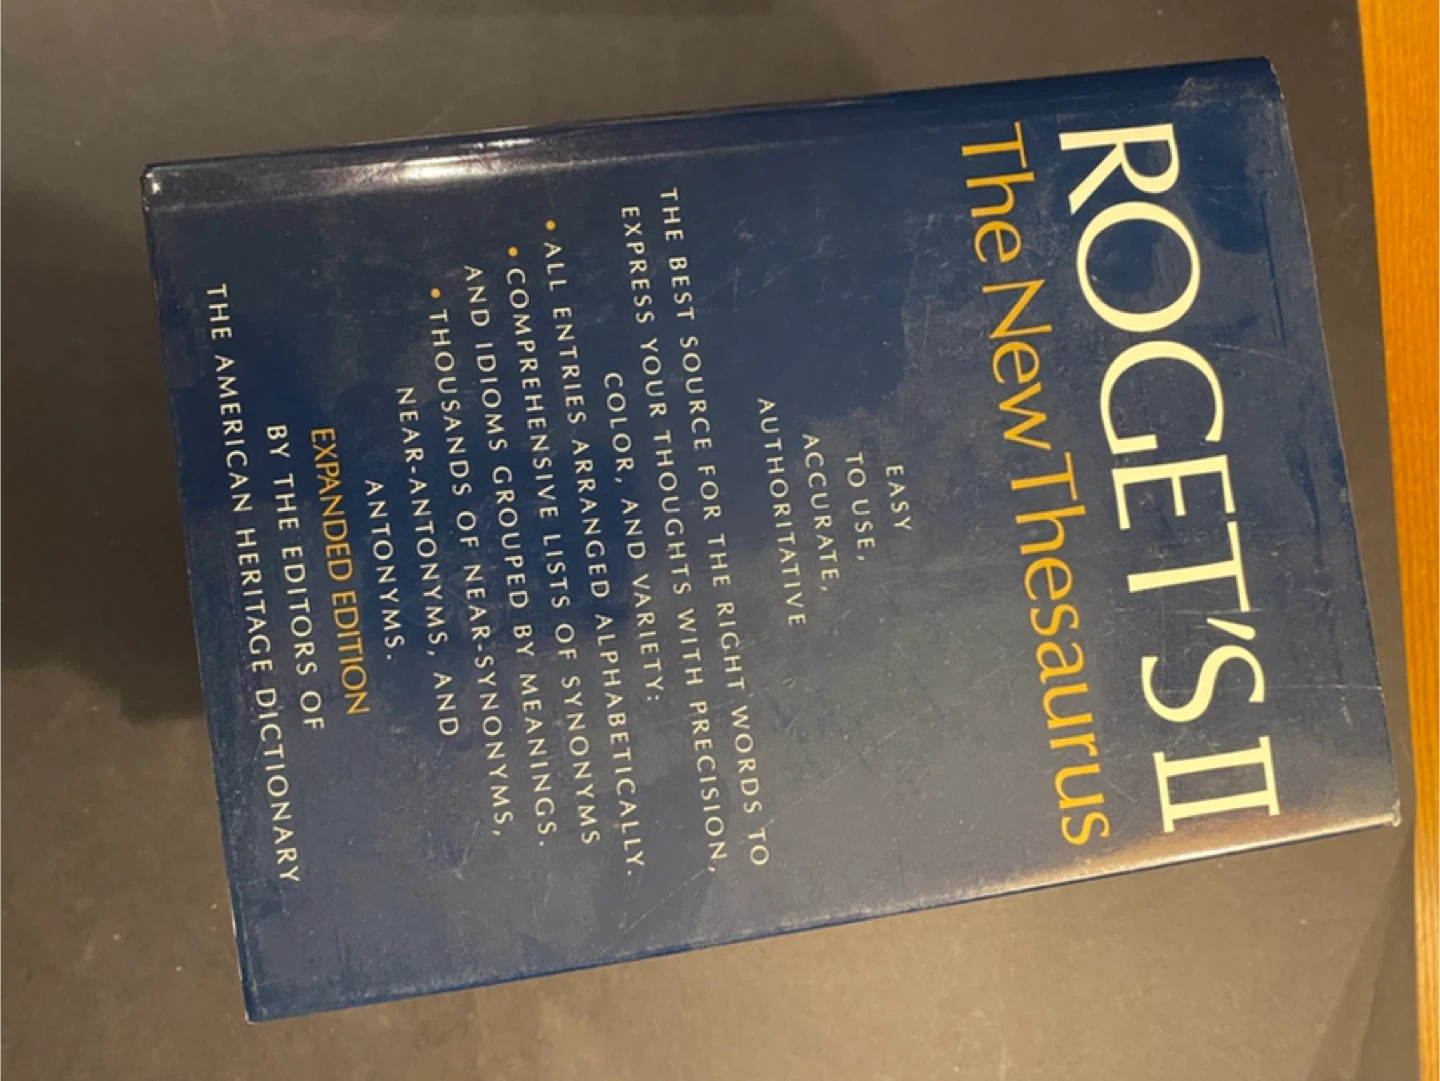 ROGET'S II
The New Thesaurus
EASY
TO USE,
ACCURATE,
AUTHORITATIVE
THE BEST SOURCE FOR THE RIGHT WORDS TO
EXPRESS YOUR THOUGHTS WITH PRECISION,
COLOR, AND VARIETY:
• ALL ENTRIES ARRANGED ALPHABETICALLY.
• COMPREHENSIVE LISTS OF SYNONYMS
AND IDIOMS GROUPED BY MEANINGS.
• THOUSANDS OF NEAR-SYNONYMS,
NEAR-ANTONYMS, AND
ANTONYMS.
EXPANDED EDITION
BY THE EDITORS OF
THE AMERICAN HERITAGE DICTIONARY